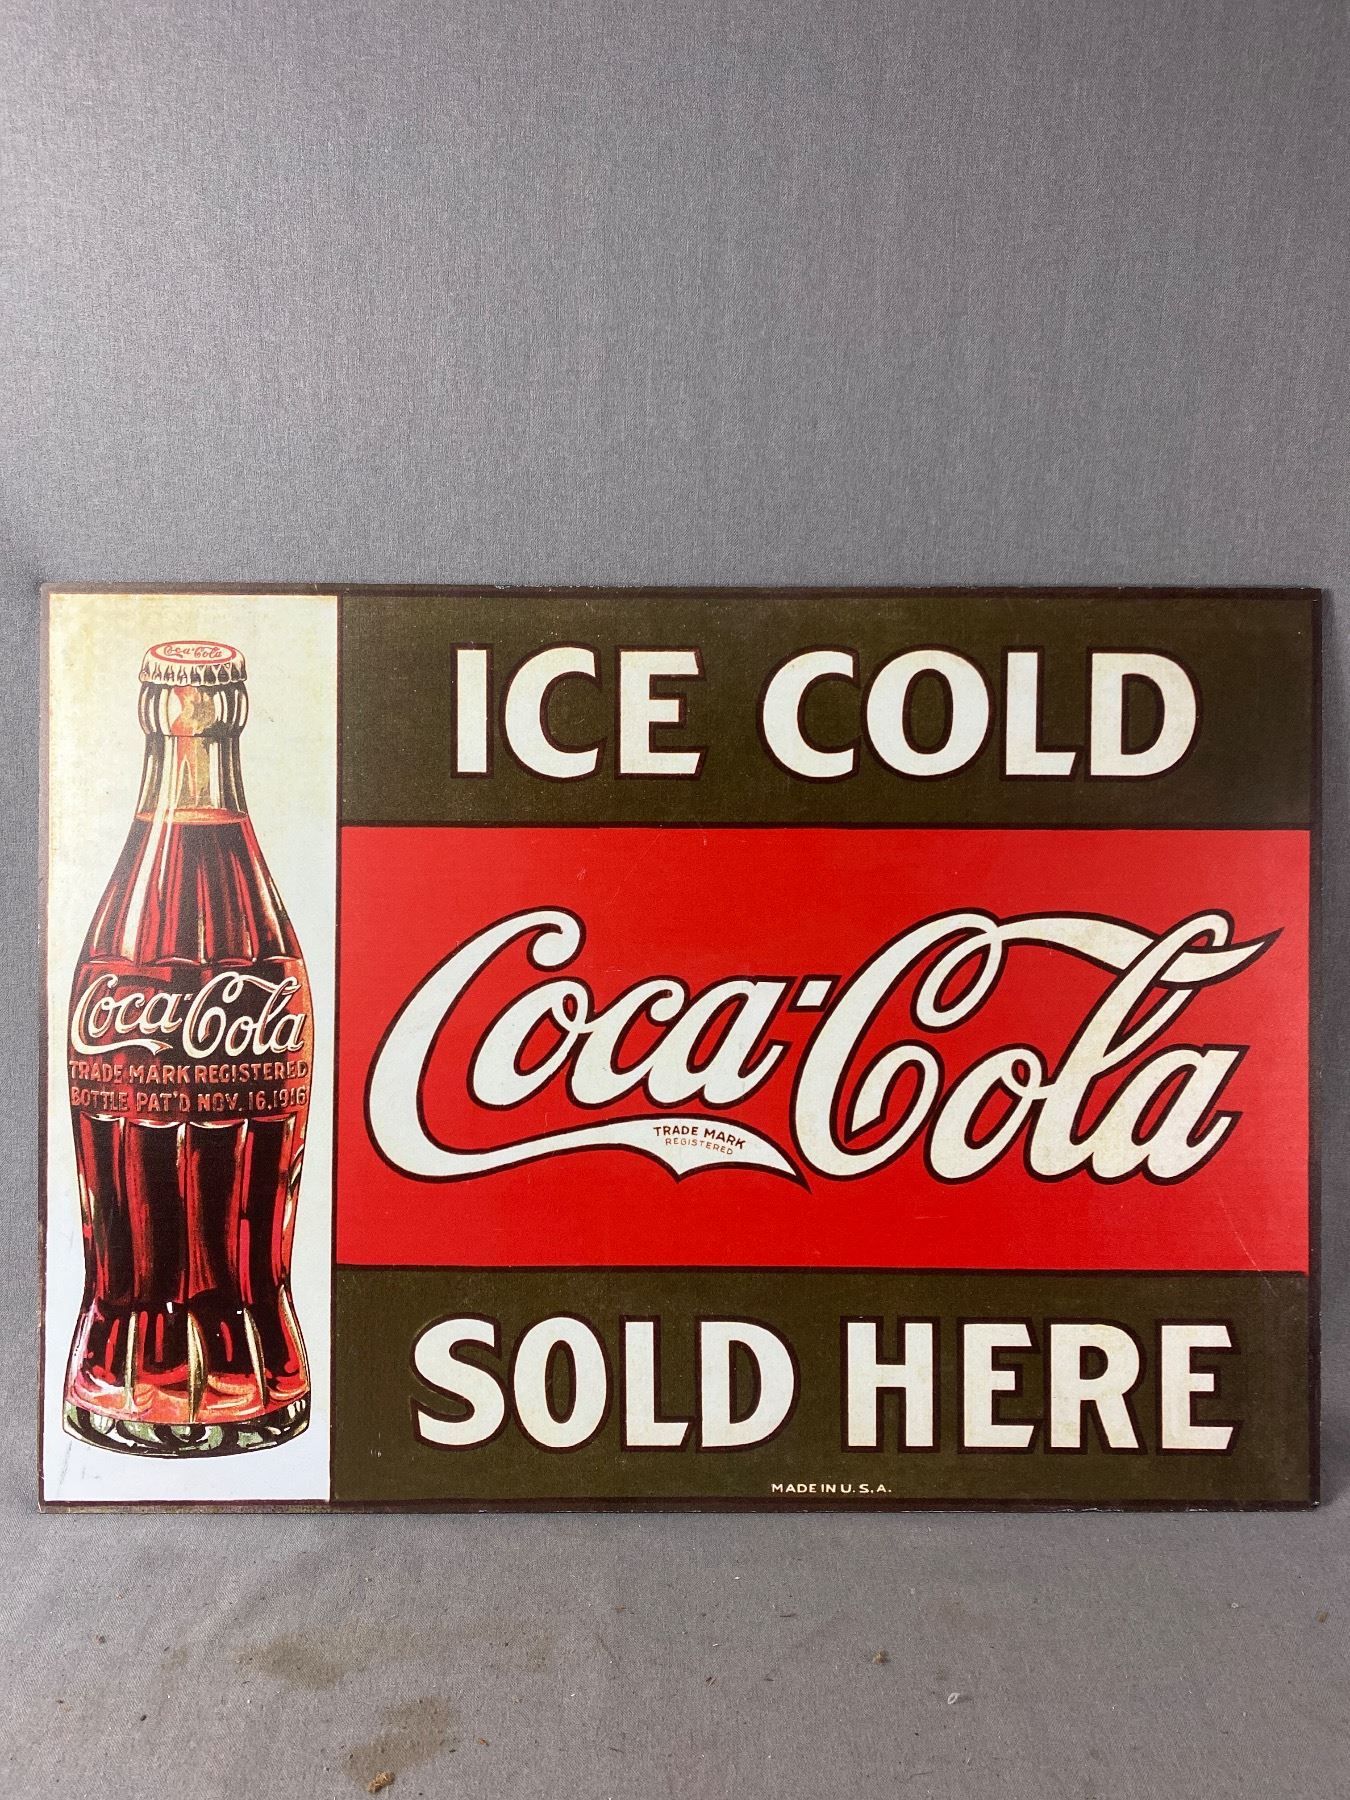 Coca-Cola
Coca-Cola
TRADE MARK REGISTERED
BOTTLE PAT'D NOV. 16, 1916
ICE COLD
Coca-Cola
TRADE MARK
REGISTERED
SOLD HERE
MADE IN U.S.A.